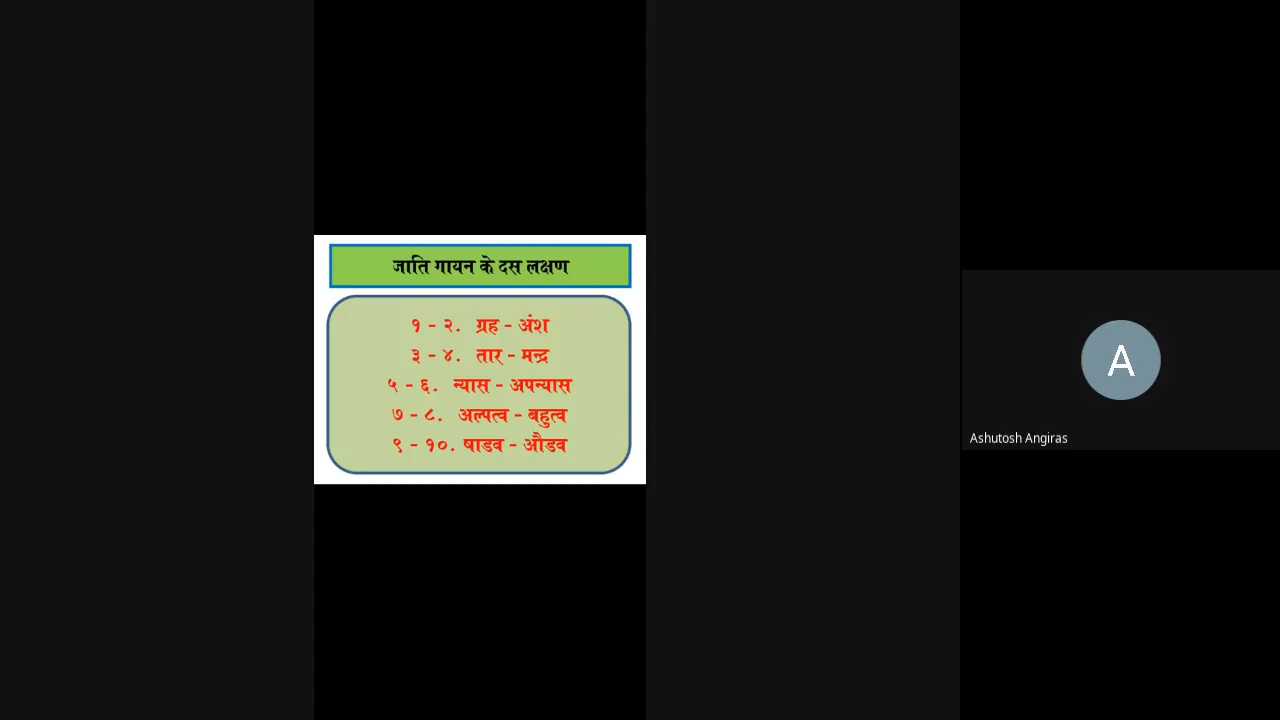 जाति गायन के दस लक्षण
१ - २. ग्रह - अंश
३ - ४. तार - मन्द्र
५ - ६. न्यास - अपन्यास
७ - ८. अल्पत्व - बहुत्व
९ - १०. षाडव - औडव
A
Ashutosh Angiras